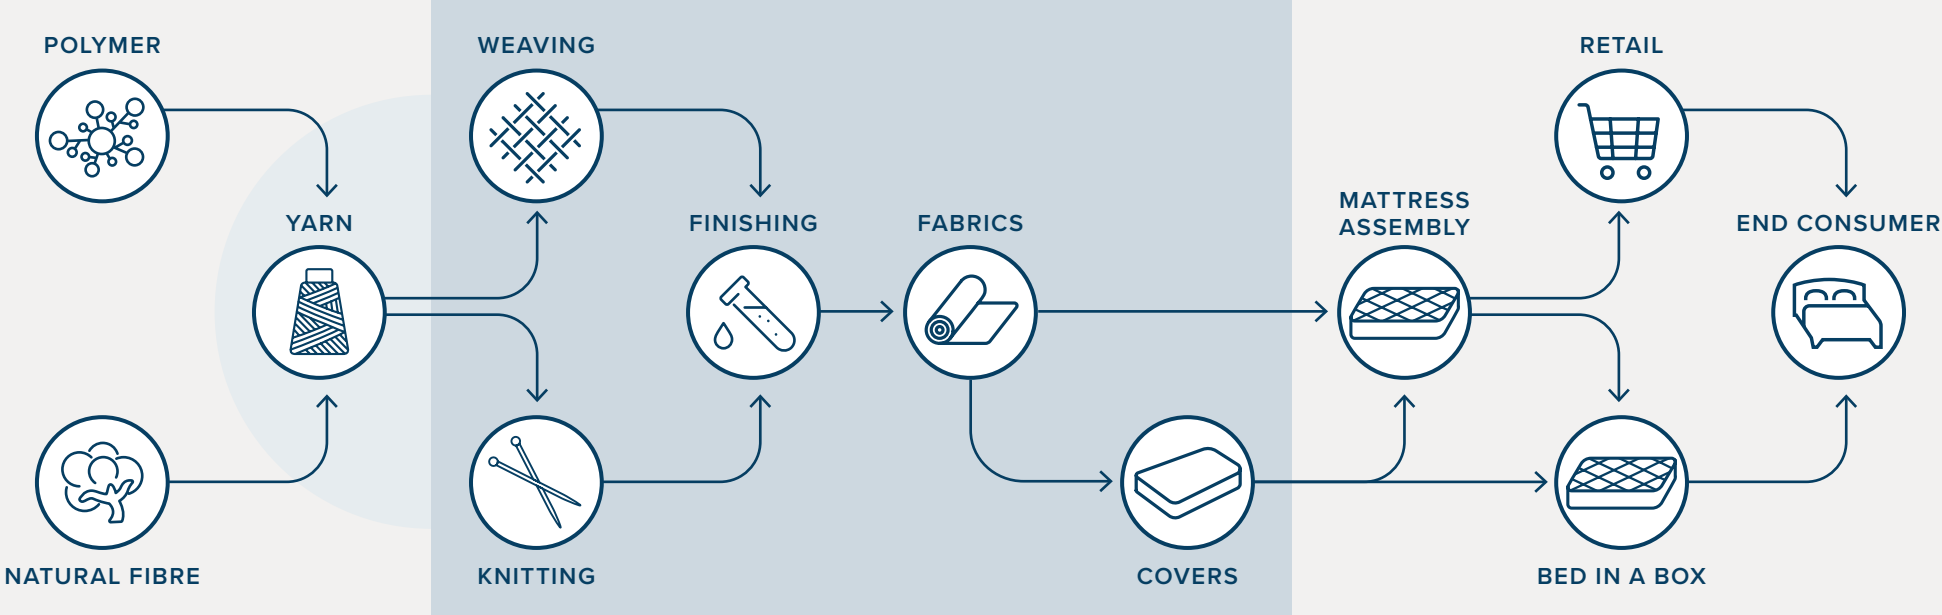 POLYMER
WEAVING
RETAIL
MATTRESS
ASSEMBLY
YARN
FINISHING
FABRICS
END CONSUMER
NATURAL FIBRE
KNITTING
COVERS
BED IN A BOX